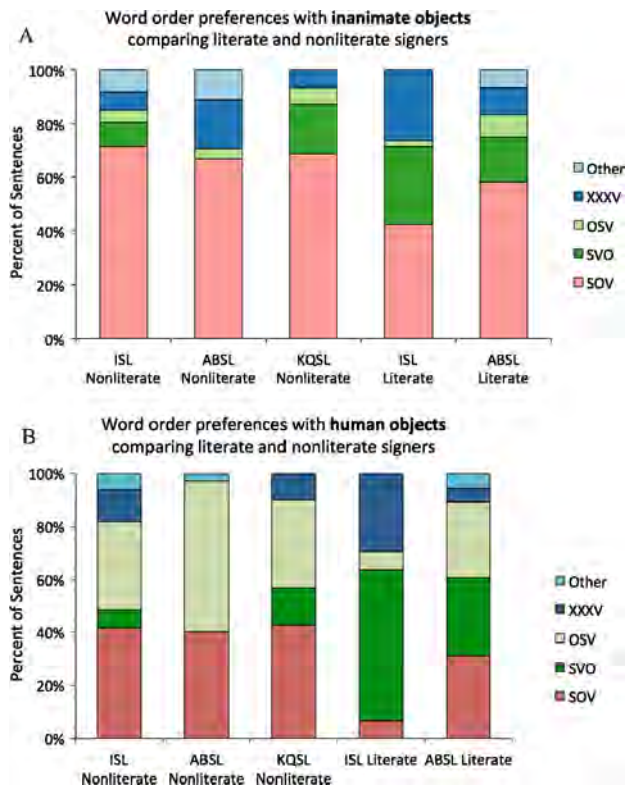 A
Word order preferences with inanimate objects
comparing literate and nonliterate signers
Percent of Sentences
100%
80%
60%
40%
20%
0%
ISL
Nonliterate
ABSL
Nonliterate
KQSL
Nonliterate
ISL
Literate
ABSL
Literate
Other
XXXV
OSV
SVO
SOV
B
Word order preferences with human objects
comparing literate and nonliterate signers
Percent of Sentences
100%
80%
60%
40%
20%
0%
ISL
Nonliterate
ABSL
Nonliterate
KQSL
Nonliterate
ISL Literate
ABSL Literate
Other
XXXV
OSV
SVO
SOV